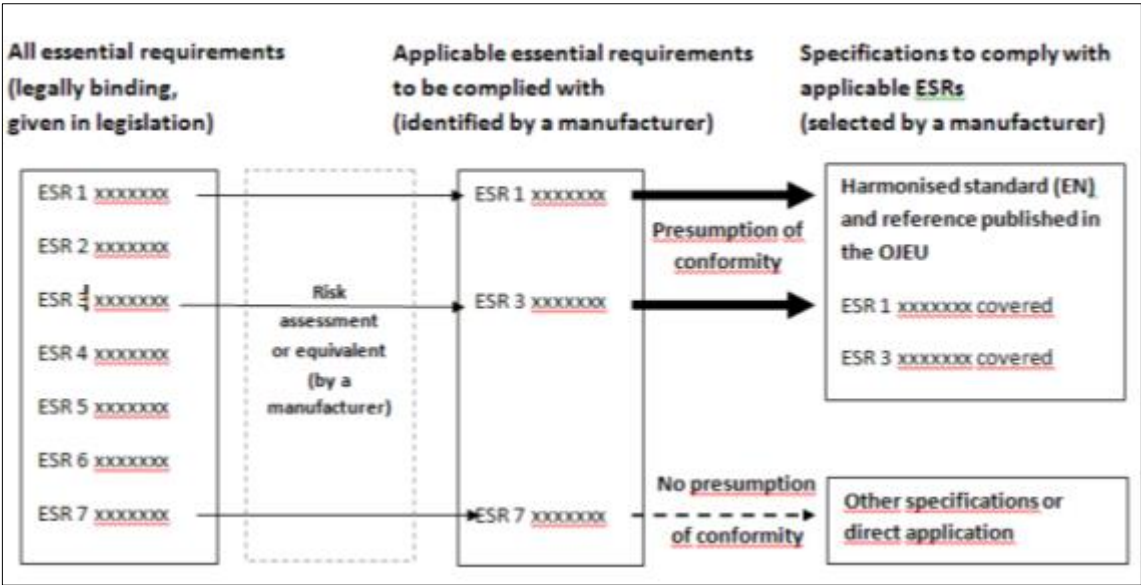 All essential requirements
(legally binding,
given in legislation)
Applicable essential requirements
to be complied with
(identified by a manufacturer)
Specifications to comply with
applicable ESRs
(selected by a manufacturer)
ESR 1 xxxxxxx
ESR 2 xxxxxxx
ESR 3 xxxxxxx
ESR 4 xxxxxxx
ESR 5 xxxxxxx
ESR 6 xxxxxxx
ESR 7 xxxxxxx
Risk
assessment
or equivalent
(by a
manufacturer)
ESR 1 xxxxxxx
ESR 3 xxxxxxx
ESR 7 xxxxxxx
Presumption of
conformity
No presumption
of conformity
Harmonised standard (EN)
and reference published in
the OJEU
ESR 1 xxxxxxx covered
ESR 3 xxxxxxx covered
Other specifications or
direct application